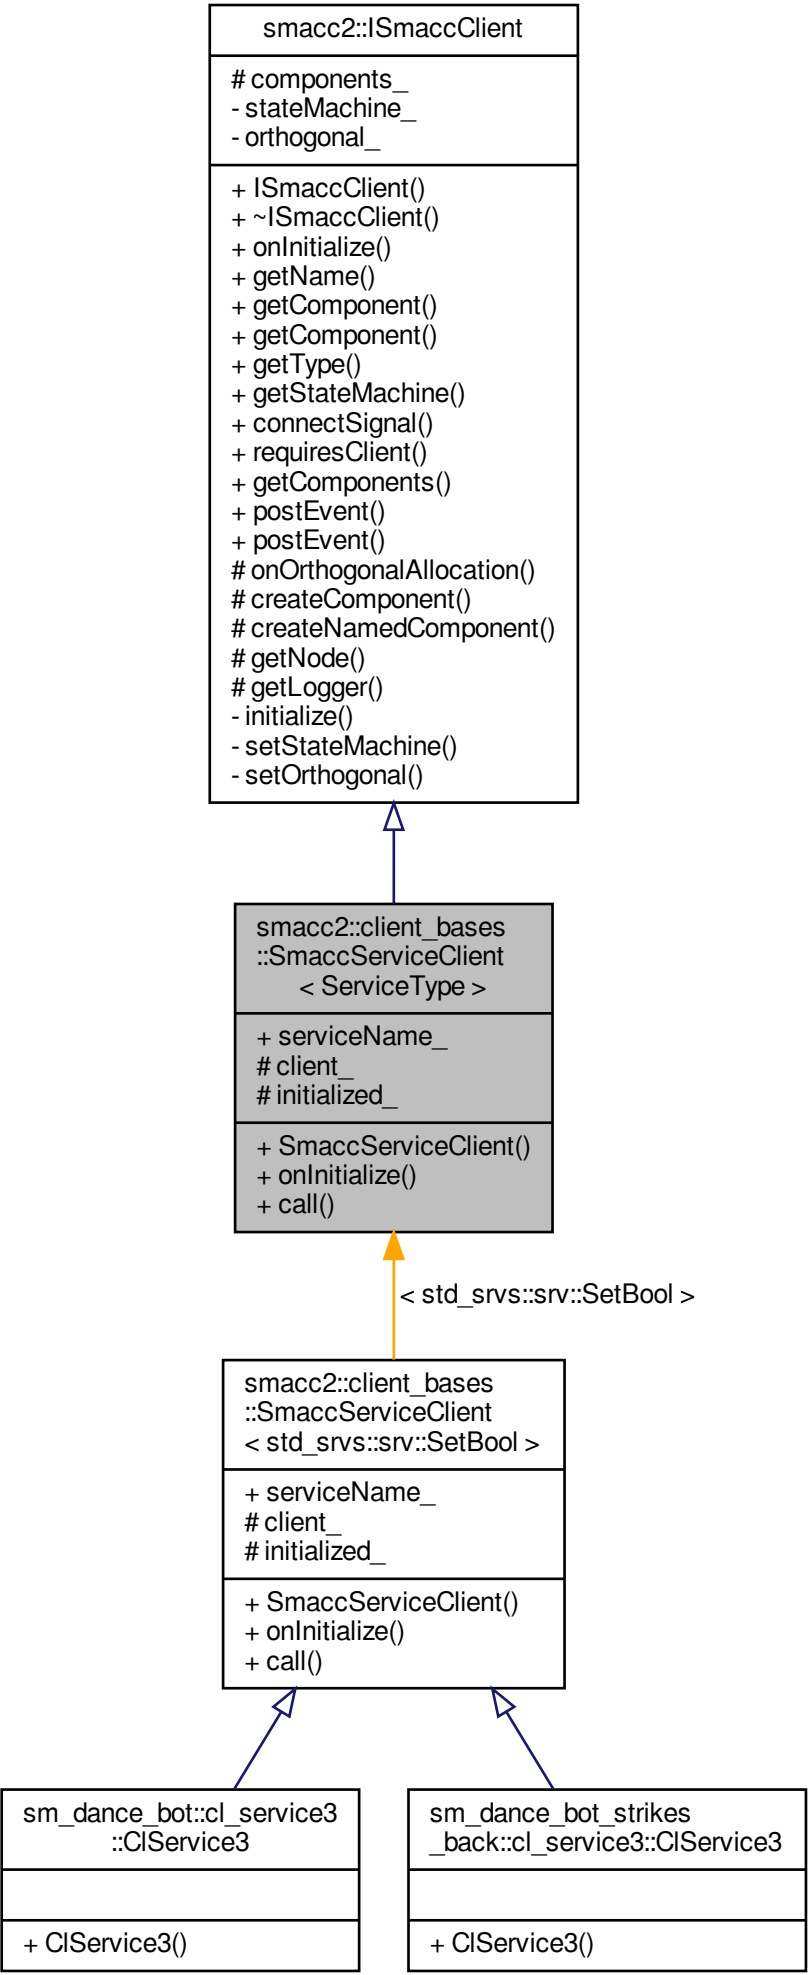 smacc2::ISmaccClient
# components_
- stateMachine_
- orthogonal_
+ ISmaccClient()
+ ~ISmaccClient()
+ onInitialize()
+ getName()
+ getComponent()
+ getComponent()
+ getType()
+ getStateMachine()
+ connectSignal()
+ requiresClient()
+ getComponents()
+ postEvent()
+ postEvent()
# onOrthogonalAllocation()
# createComponent()
# createNamedComponent()
# getNode()
# getLogger()
- initialize()
- setStateMachine()
- setOrthogonal()
smacc2::client_bases
::SmaccServiceClient
< ServiceType >
+ serviceName_
# client_
# initialized_
+ SmaccServiceClient()
+ onInitialize()
+ call()
< std_srvs::srv::SetBool >
smacc2::client_bases
::SmaccServiceClient
< std_srvs::srv::SetBool >
+ serviceName_
# client_
# initialized_
+ SmaccServiceClient()
+ onInitialize()
+ call()
sm_dance_bot::cl_service3
::ClService3
+ ClService3()
sm_dance_bot_strikes
_back::cl_service3::ClService3
+ ClService3()